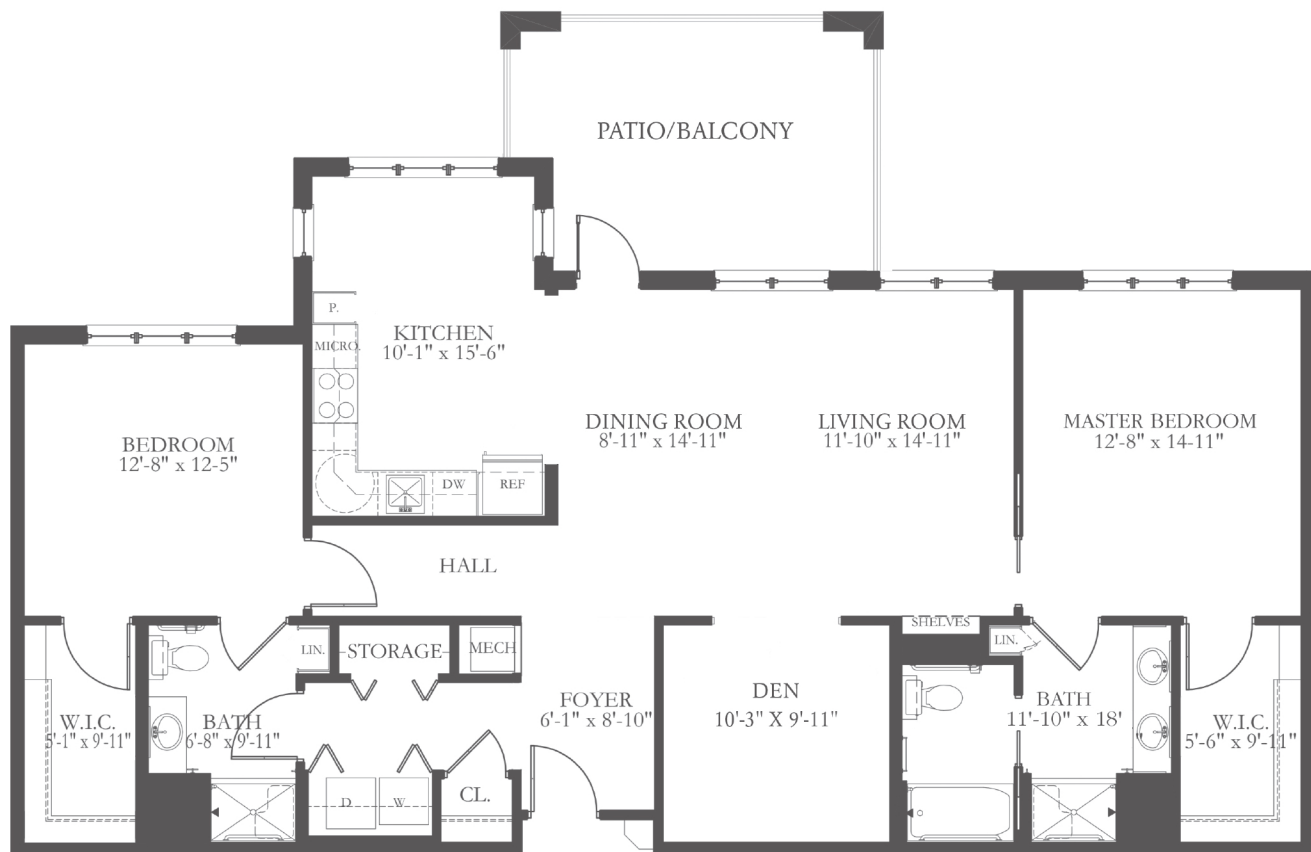 PATIO/BALCONY
P.
MICRO.
KITCHEN
10'-1" x 15'-6"
DINING ROOM
8'-11" x 14'-11"
LIVING ROOM
11'-10" x 14'-11"
MASTER BEDROOM
12'-8" x 14-11"
BEDROOM
12'-8" x 12-5"
DW
REF
HALL
SHELVES
LIN.
STORAGE
MECH
LIN.
W.I.C.
5'-1" x 9'-11"
BATH
6'-8" x 9'-11"
FOYER
6'-1" x 8'-10"
DEN
10'-3" X 9'-11"
BATH
11'-10" x 18'
W.I.C.
5'-6" x 9'-11"
D
W
CL.